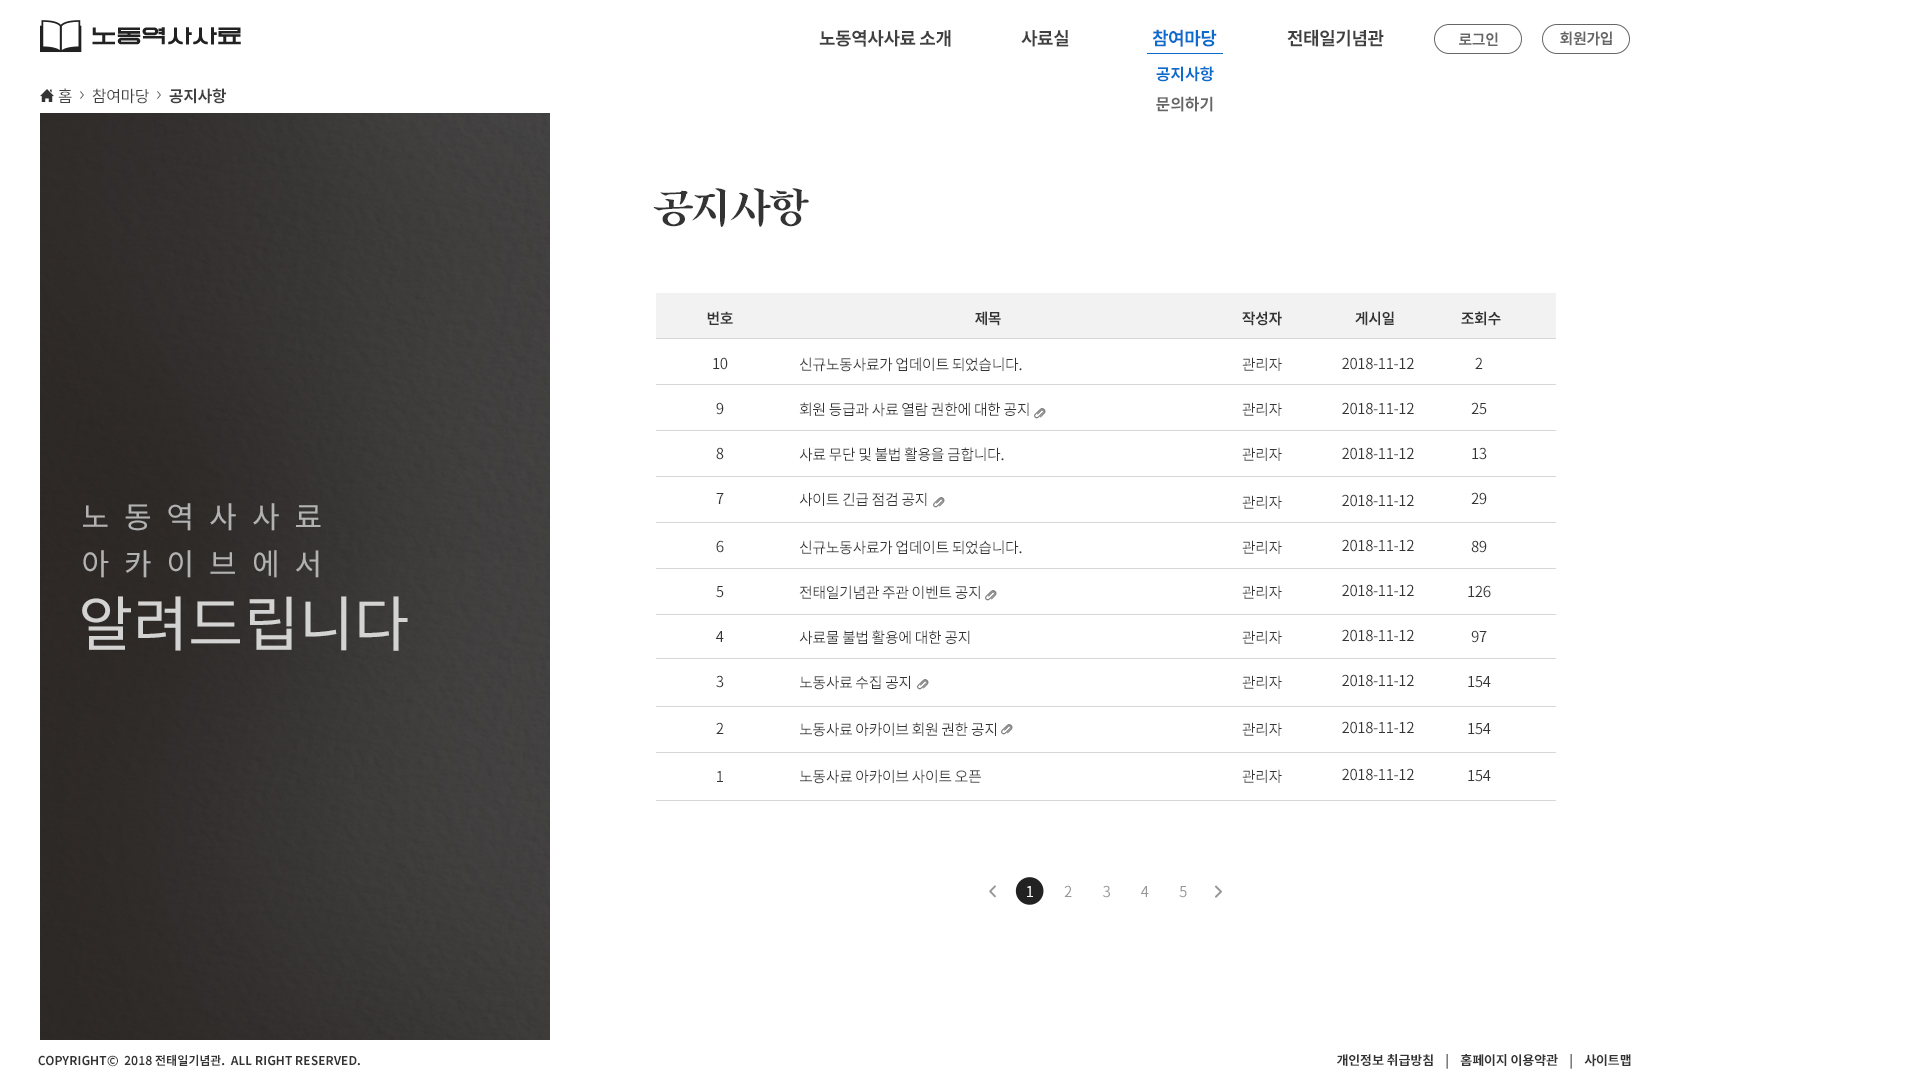 노동역사사료
노동역사사료 소개 사료실 참여마당 전태일기념관 로그인 회원가입
공지사항
문의하기
홈 > 참여마당 > 공지사항
노동역사사료
아카이브에서
알려드립니다
공지사항
번호 제목 작성자 게시일 조회수
10 신규노동사료가 업데이트 되었습니다. 관리자 2018-11-12 2
9 회원 등급과 사료 열람 권한에 대한 공지 관리자 2018-11-12 25
8 사료 무단 및 불법 활용을 금합니다. 관리자 2018-11-12 13
7 사이트 긴급 점검 공지 관리자 2018-11-12 29
6 신규노동사료가 업데이트 되었습니다. 관리자 2018-11-12 89
5 전태일기념관 주관 이벤트 공지 관리자 2018-11-12 126
4 사료물 불법 활용에 대한 공지 관리자 2018-11-12 97
3 노동사료 수집 공지 관리자 2018-11-12 154
2 노동사료 아카이브 회원 권한 공지 관리자 2018-11-12 154
1 노동사료 아카이브 사이트 오픈 관리자 2018-11-12 154
< 1 2 3 4 5 >
COPYRIGHT© 2018 전태일기념관. ALL RIGHT RESERVED.
개인정보 취급방침 | 홈페이지 이용약관 | 사이트맵